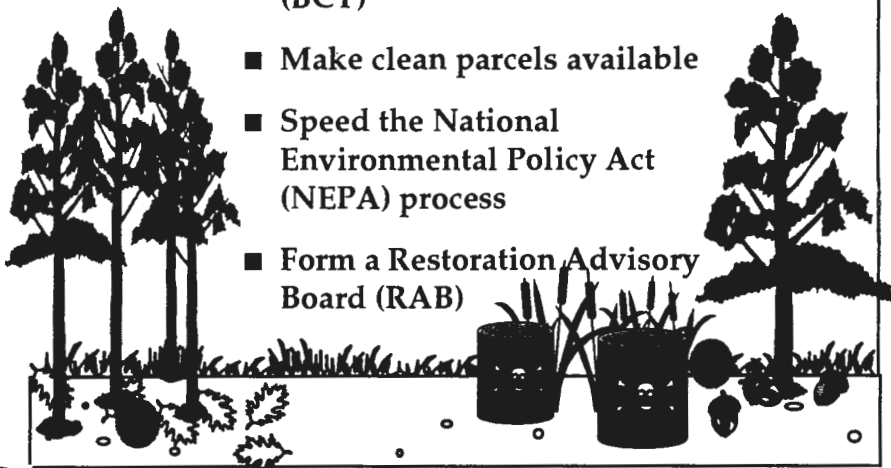 (BCT)
■ Make clean parcels available
■ Speed the National
Environmental Policy Act
(NEPA) process
■ Form a Restoration Advisory
Board (RAB)